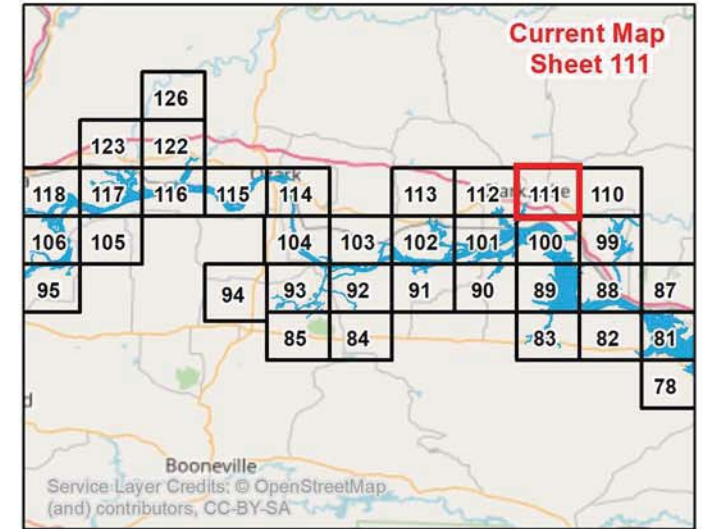 Current Map
Sheet 111
126
123 122
118 117 116 115 114 113 112 111 110
106 105 104 103 102 101 100 99
95 94 93 92 91 90 89 88 87
85 84 83 82 81
78
Booneville
Service Layer Credits: © OpenStreetMap
(and) contributors, CC-BY-SA